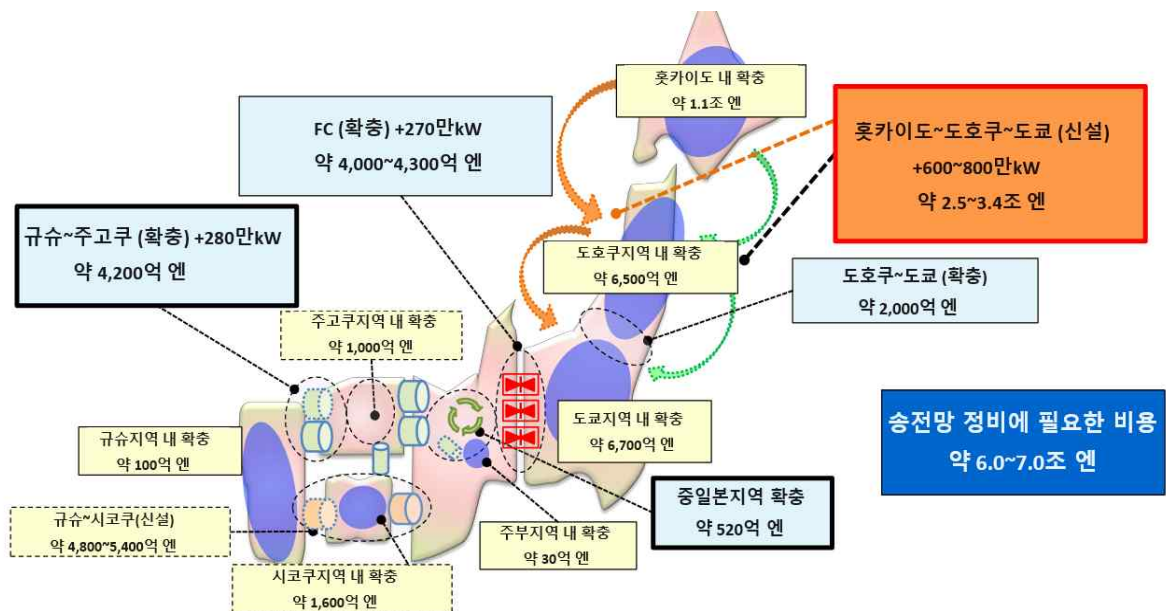 홋카이도 내 확충
약 1.1조 엔
FC (확충) +270만kW
약 4,000~4,300억 엔
홋카이도~도호쿠~도쿄 (신설)
+600~800만kW
약 2.5~3.4조 엔
규슈~주고쿠 (확충) +280만kW
약 4,200억 엔
도호쿠지역 내 확충
약 6,500억 엔
도호쿠~도쿄 (확충)
약 2,000억 엔
주고쿠지역 내 확충
약 1,000억 엔
도쿄지역 내 확충
약 6,700억 엔
송전망 정비에 필요한 비용
약 6.0~7.0조 엔
규슈지역 내 확충
약 100억 엔
중일본지역 확충
약 520억 엔
규슈~시코쿠(신설)
약 4,800~5,400억 엔
주부지역 내 확충
약 30억 엔
시코쿠지역 내 확충
약 1,600억 엔